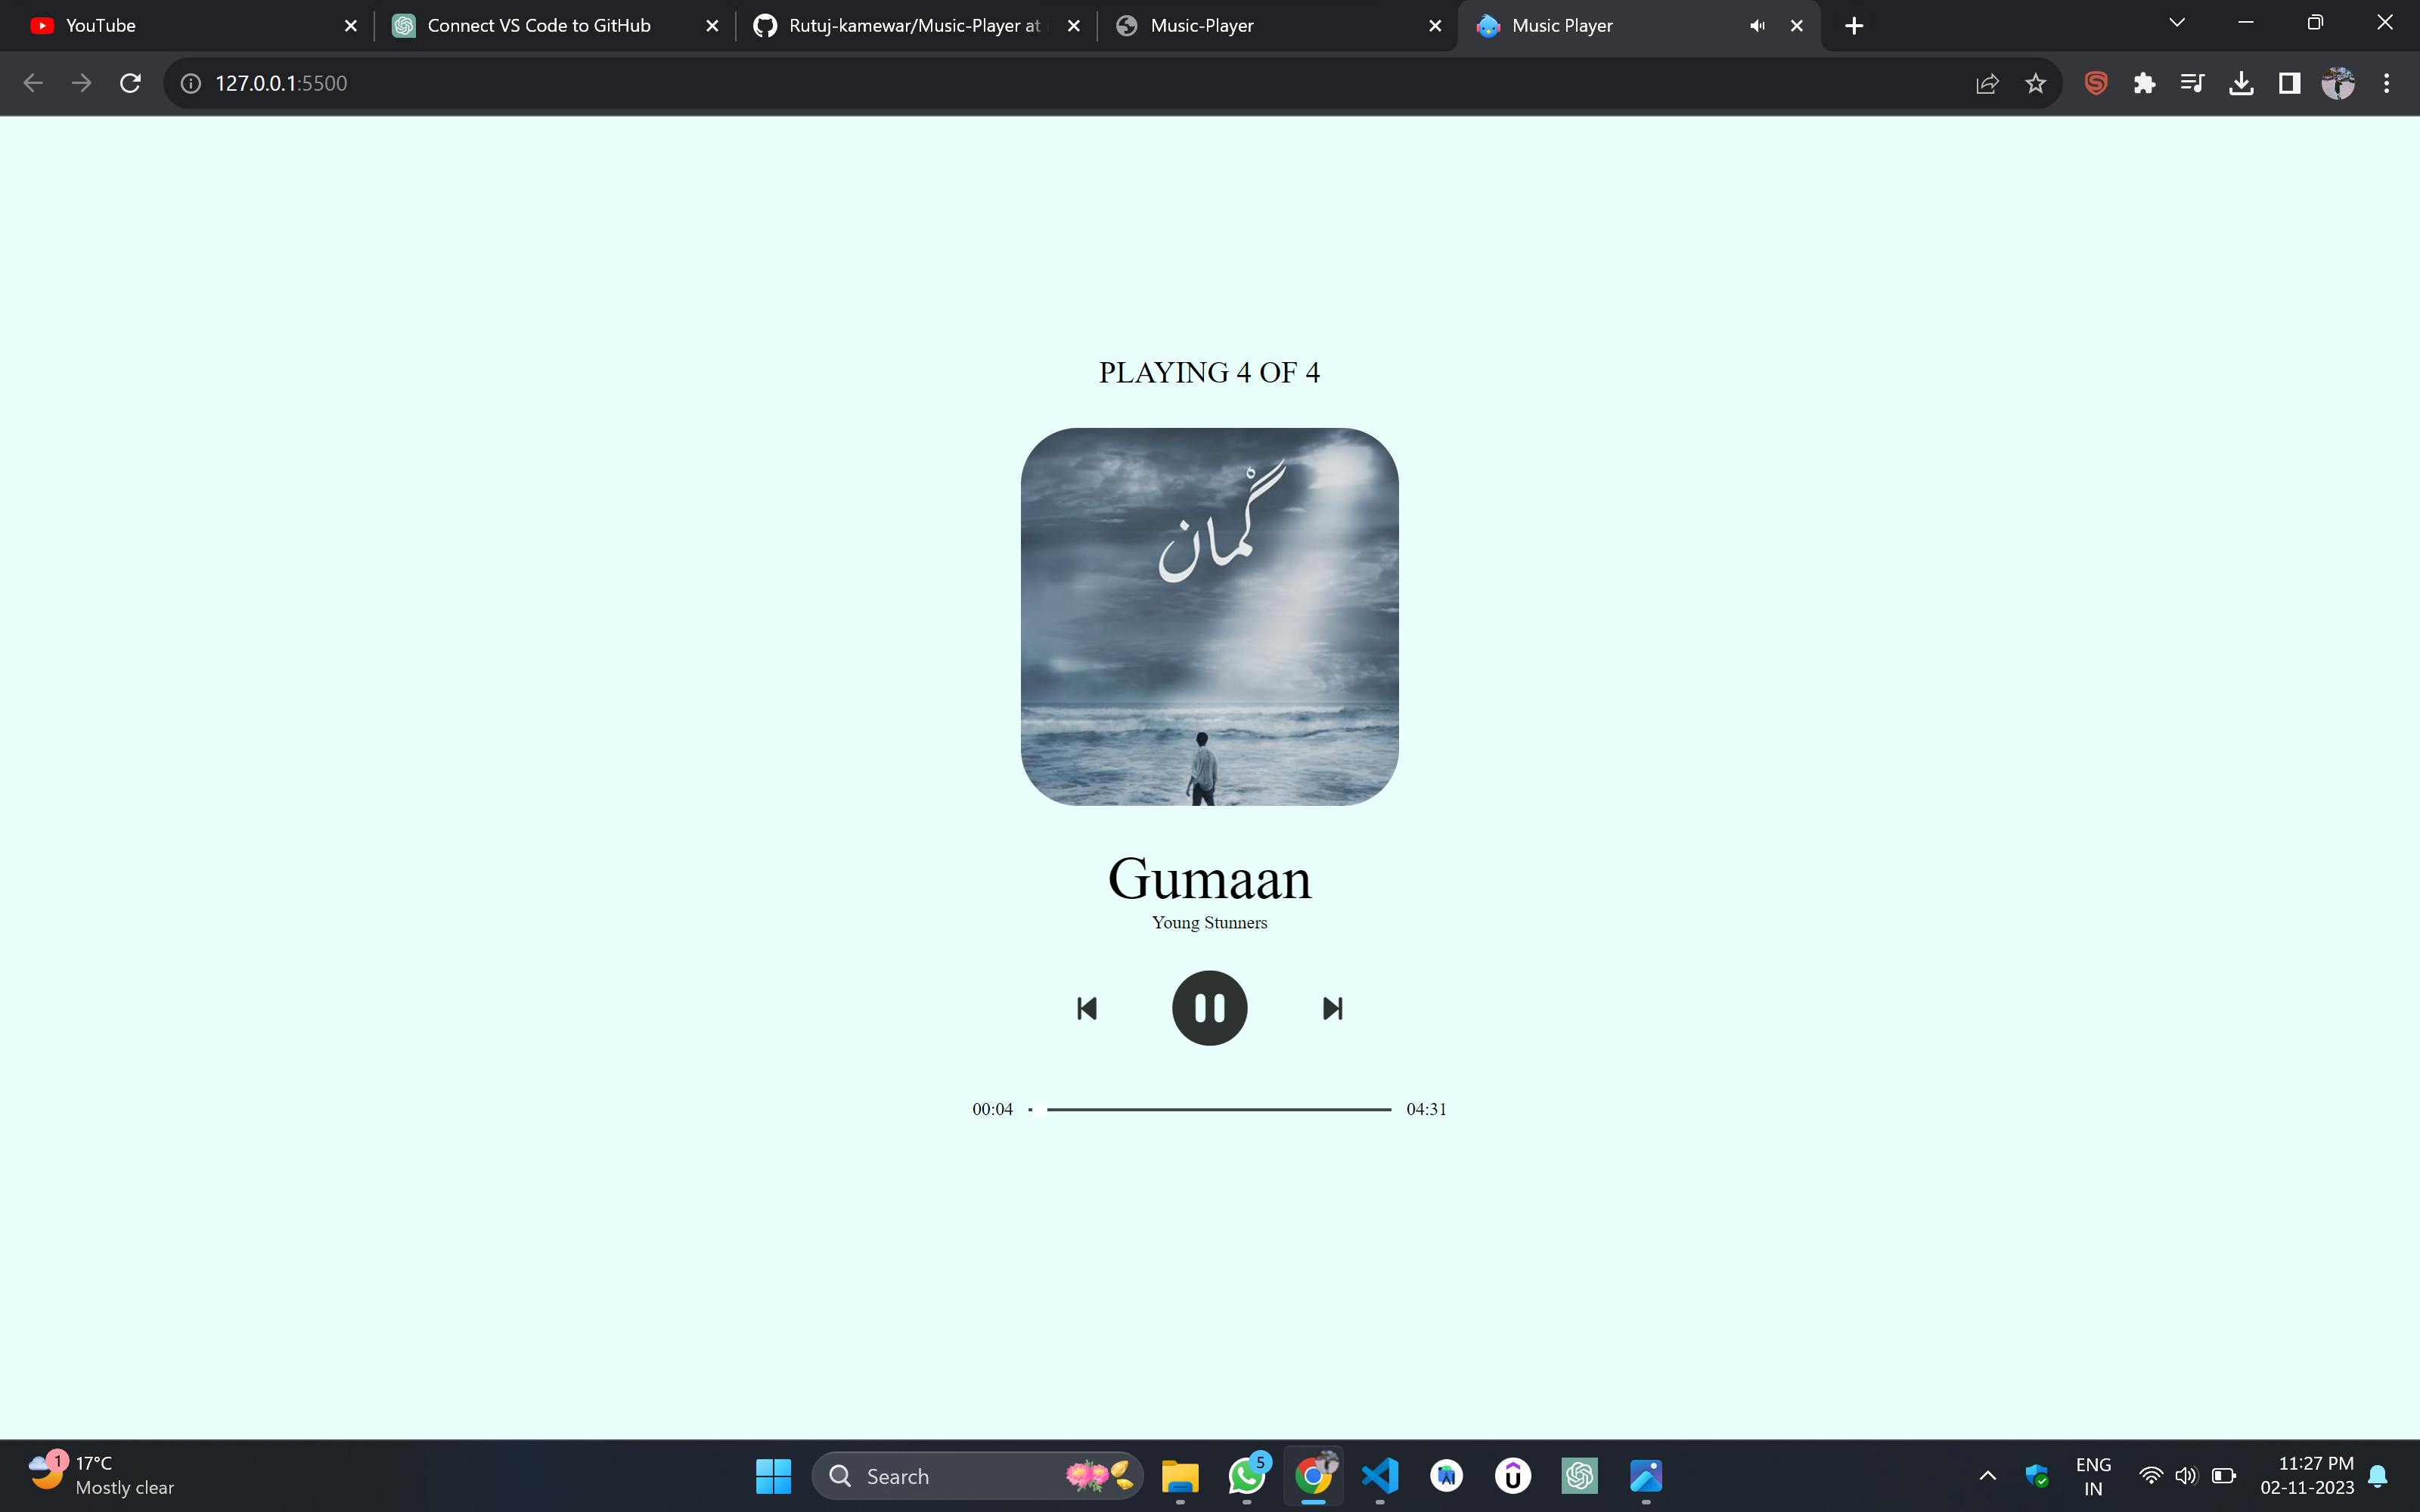 YouTube
Connect VS Code to GitHub
Rutuj-kamewar/Music-Player at
Music-Player
Music Player
127.0.0.1:5500
PLAYING 4 OF 4
گمان
Gumaan
Young Stunners
00:04
04:31
1
17°C
Mostly clear
Search
5
AI
ENG
IN
11:27 PM
02-11-2023